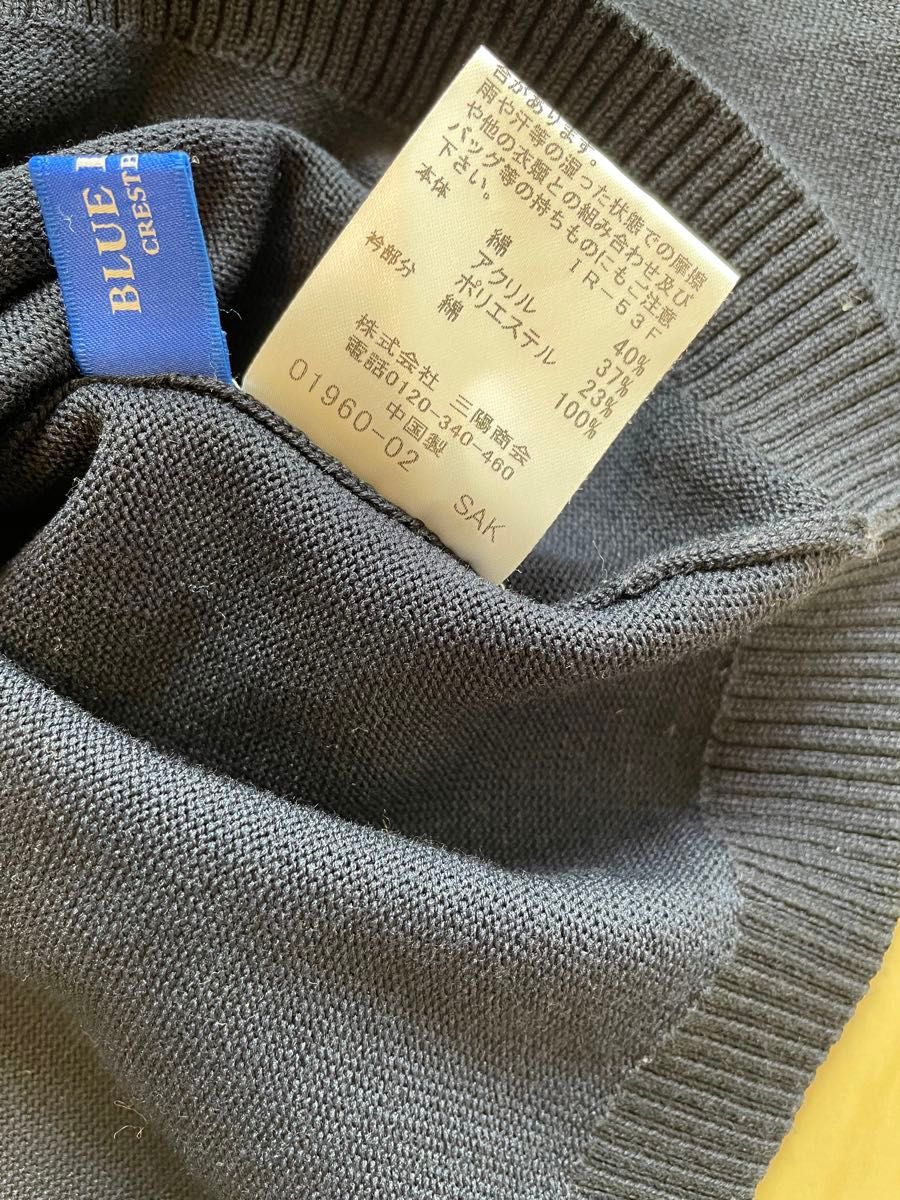 BLUE
CREST
合があります。
雨や汗等の湿った状態での摩擦
や他の衣類との組み合わせ及び
バッグ等の持ちものにもご注意
下さい。 IR-53F
本体 綿 40%
アクリル 37%
ポリエステル 23%
衿部分 綿 100%
株式会社 三陽商会
電話0120-340-460
中国製
01960-02 SAK